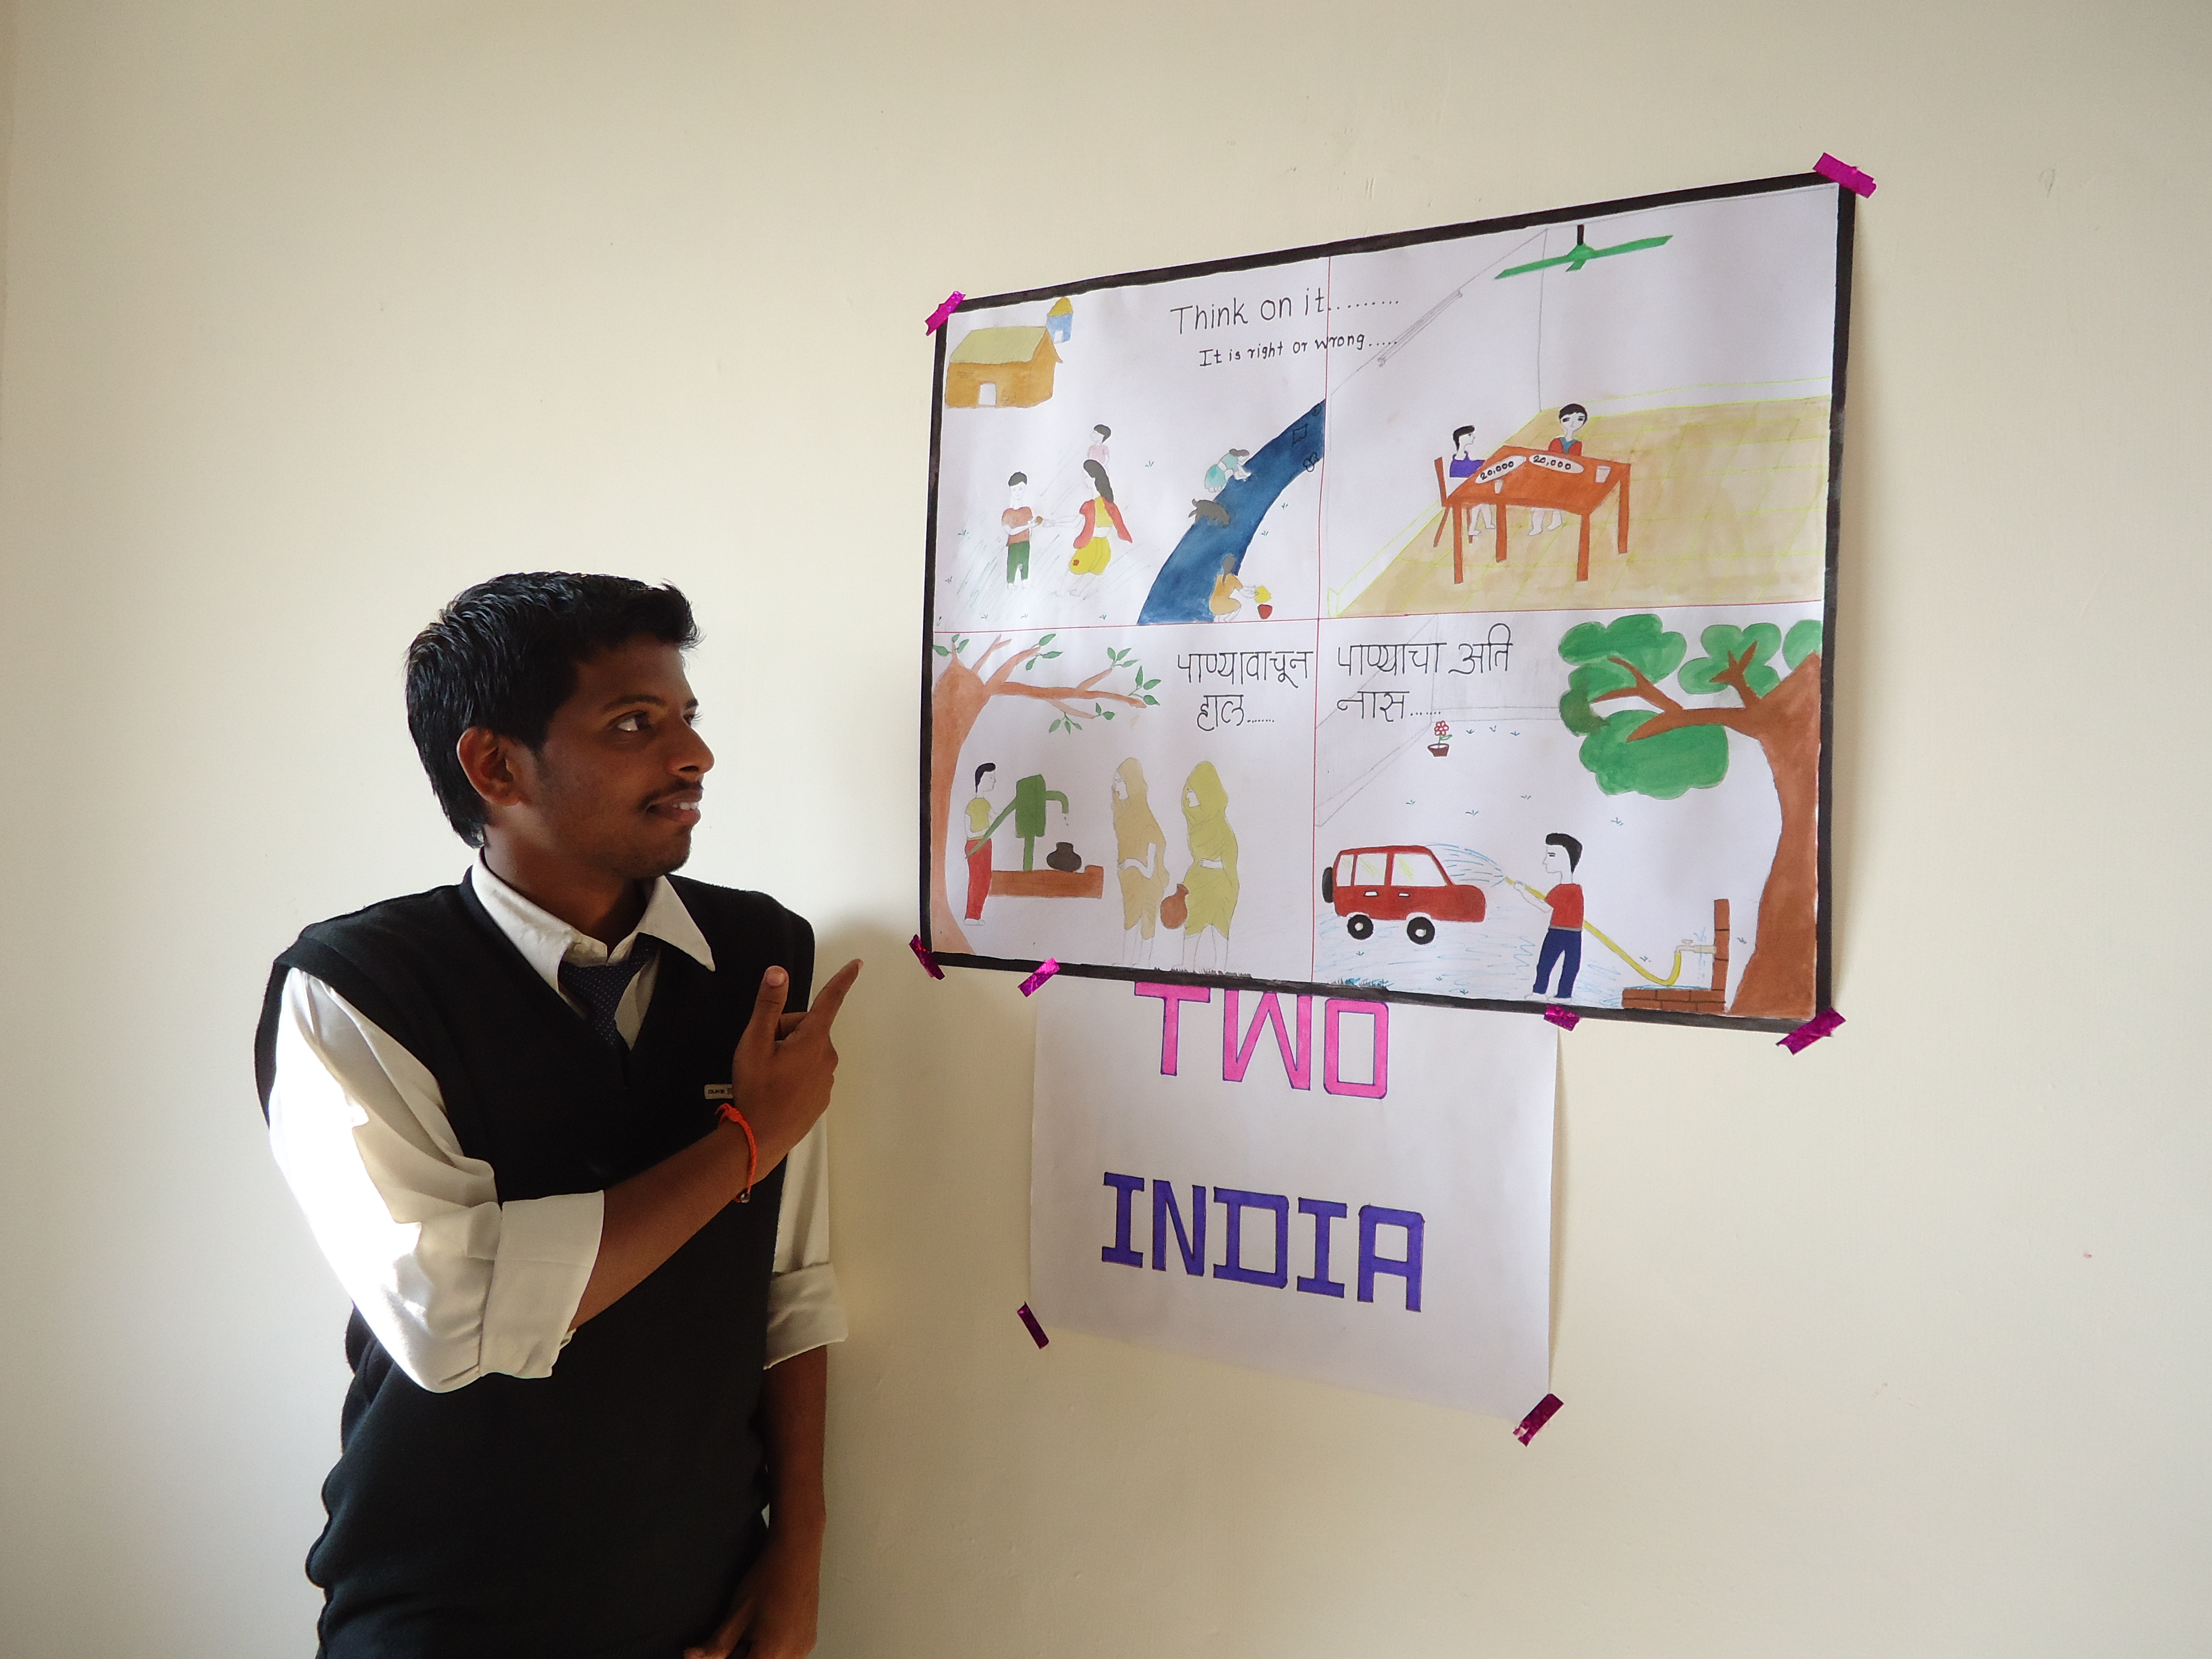 Think on it.........
It is right or wrong.....
20,000
20,000
पाण्यावाचून
हाल.......
पाण्याचा अति
नास.......
TWO
INDIA